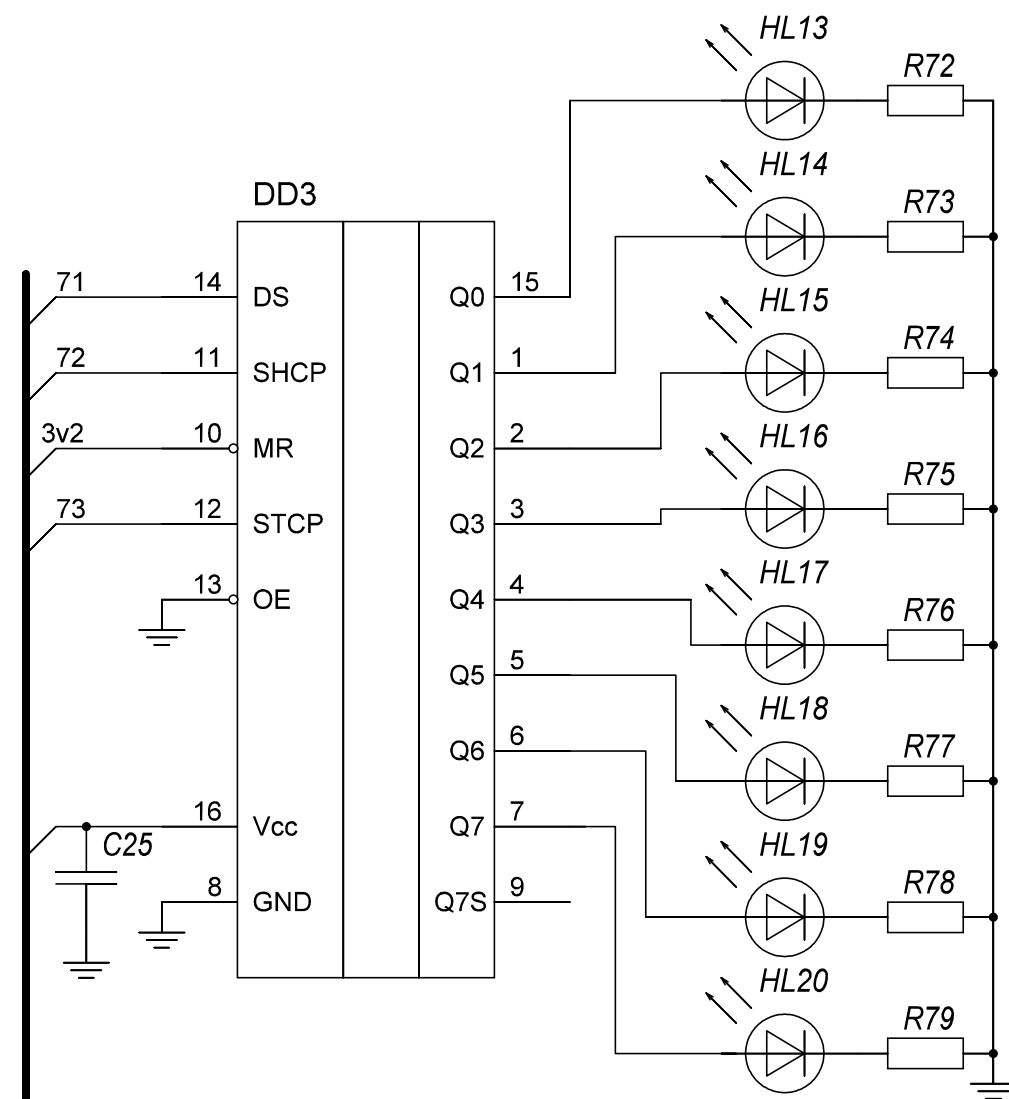 HL13
R72
HL14
R73
DD3
71 14 DS Q0 15
HL15
R74
72 11 SHCP Q1 1
HL16
R75
3v2 10 MR Q2 2
73 12 STCP Q3 3
HL17
R76
13 OE Q4 4
HL18
R77
Q5 5
Q6 6
HL19
R78
16 Vcc Q7 7
C25
8 GND Q7S 9
HL20
R79